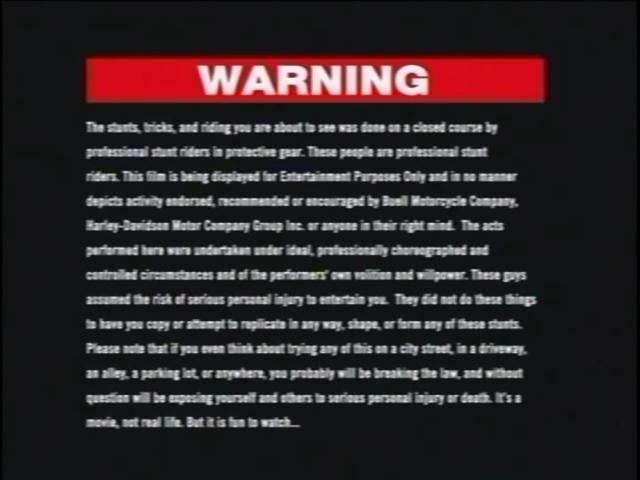 WARNING
The stunts, tricks, and riding you are about to see was done on a closed course by
professional stunt riders in protective gear. These people are professional stunt
riders. This film is being displayed for Entertainment Purposes Only and in no manner
depicts activity endorsed, recommended or encouraged by Buell Motorcycle Company,
Harley-Davidson Motor Company Group Inc. or anyone in their right mind. The acts
performed here were undertaken under ideal, professionally choreographed and
controlled circumstances and of the performers' own volition and willpower. These guys
assumed the risk of serious personal injury to entertain you. They did not do these things
to have you copy or attempt to replicate in any way, shape, or form any of these stunts.
Please note that if you even think about trying any of this on a city street, in a driveway,
an alley, a parking lot, or anywhere, you probably will be breaking the law, and without
question will be exposing yourself and others to serious personal injury or death. It's a
movie, not real life. But it is fun to watch...